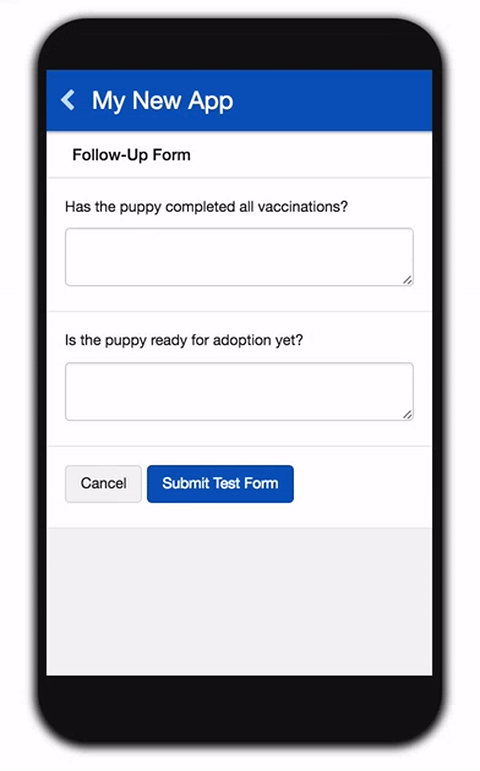 My New App
Follow-Up Form
Has the puppy completed all vaccinations?
Is the puppy ready for adoption yet?
Cancel Submit Test Form